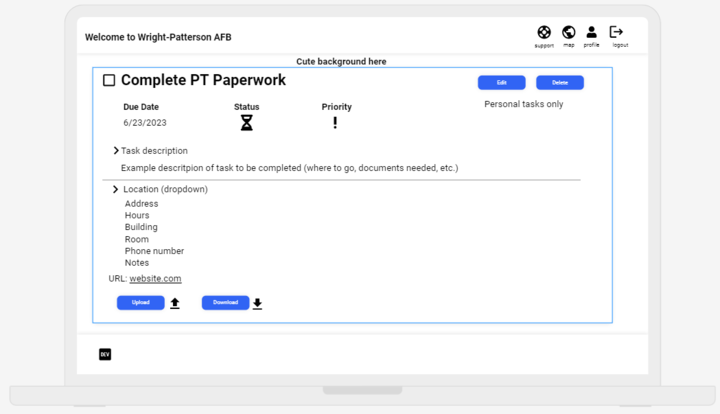 Welcome to Wright-Patterson AFB
support map profile logout
Cute background here
Complete PT Paperwork
Edit Delete
Personal tasks only
Due Date Status Priority
6/23/2023
Task description
Example descritpion of task to be completed (where to go, documents needed, etc.)
Location (dropdown)
Address
Hours
Building
Room
Phone number
Notes
URL: website.com
Upload Download
DEV